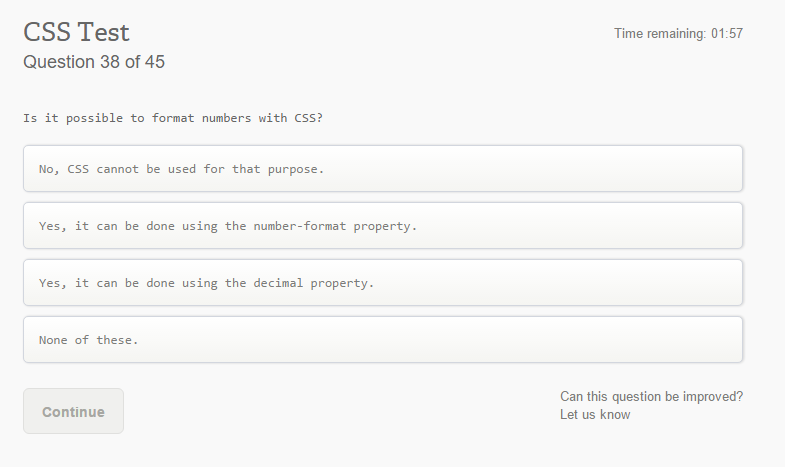 CSS Test
Time remaining: 01:57
Question 38 of 45
Is it possible to format numbers with CSS?
No, CSS cannot be used for that purpose.
Yes, it can be done using the number-format property.
Yes, it can be done using the decimal property.
None of these.
Continue
Can this question be improved?
Let us know